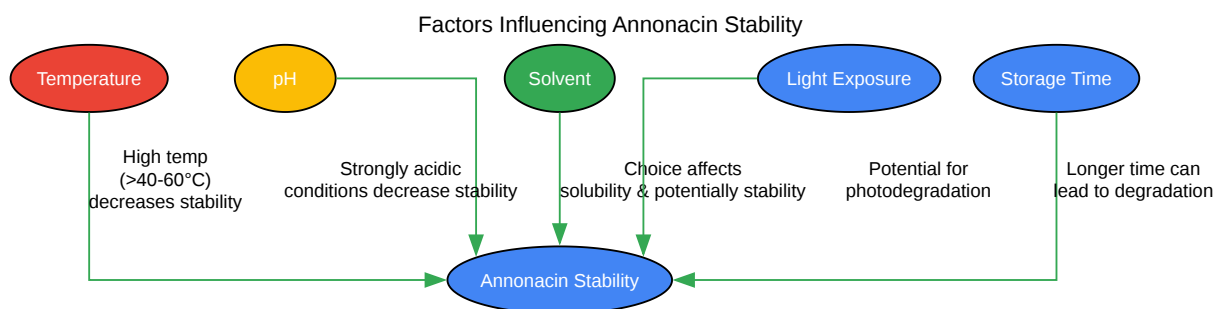 Factors Influencing Annonacin Stability
Temperature
pH
Solvent
Light Exposure
Storage Time
High temp
(>40-60°C)
decreases stability
Strongly acidic
conditions decrease stability
Choice affects
solubility & potentially stability
Potential for
photodegradation
Longer time can
lead to degradation
Annonacin Stability